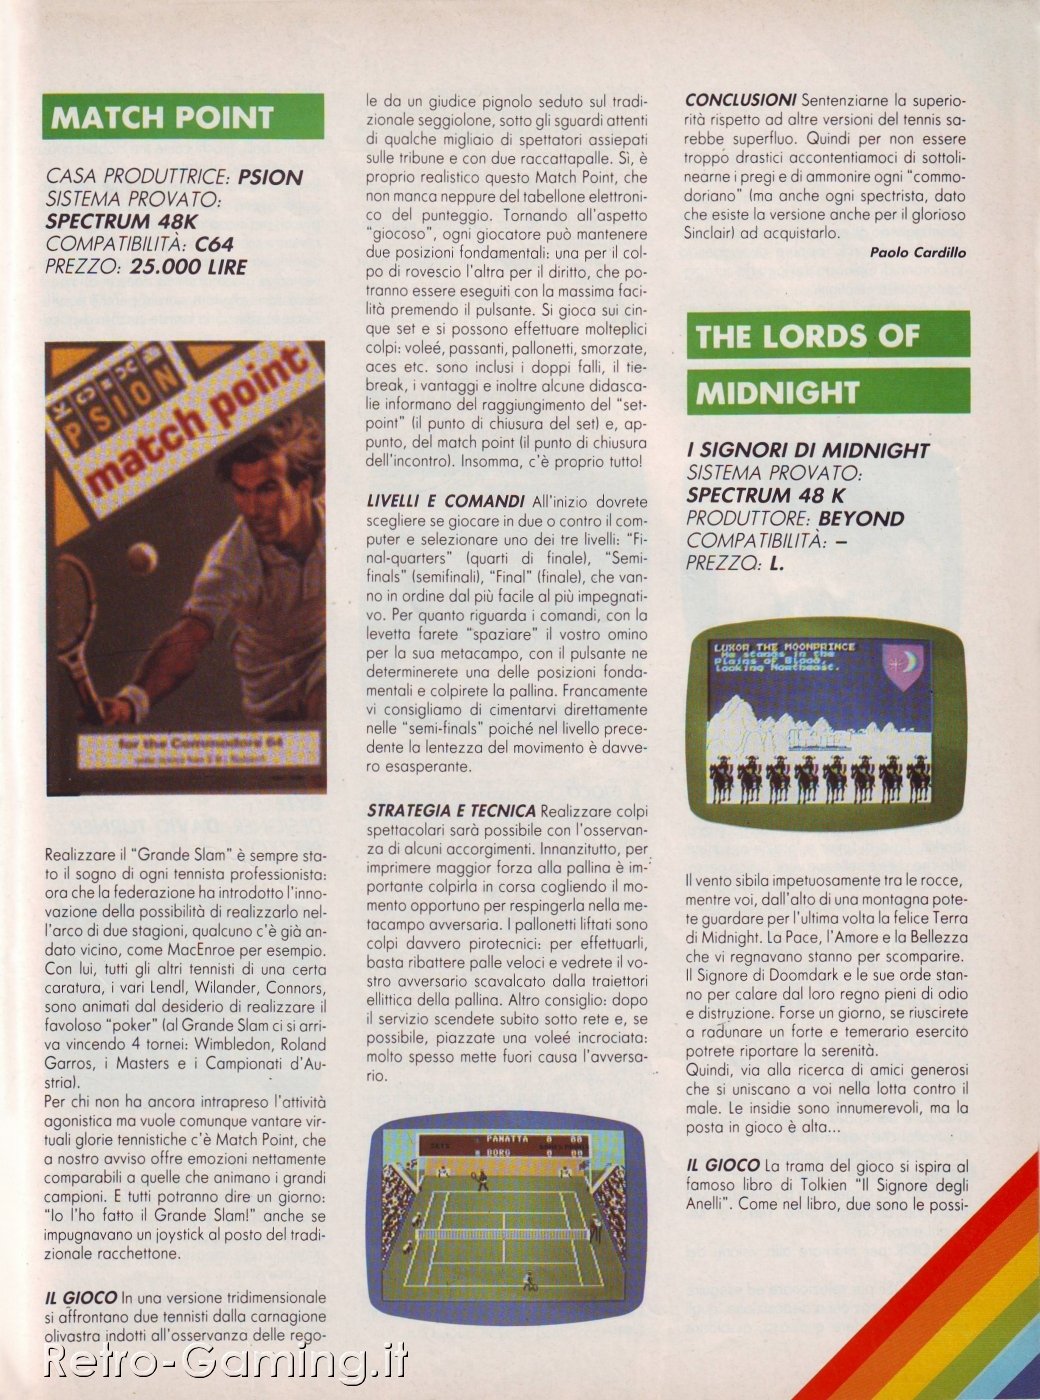 MATCH POINT
CASA PRODUTTRICE: PSION
SISTEMA PROVATO:
SPECTRUM 48K
COMPATIBILITÀ: C64
PREZZO: 25.000 LIRE
PSION
match point
for the Commodore 64
Realizzare il "Grande Slam" è sempre sta-
to il sogno di ogni tennista professionista:
ora che la federazione ha introdotto l'inno-
vazione della possibilità di realizzarlo nel-
l'arco di due stagioni, qualcuno c'è già an-
dato vicino, come MacEnroe per esempio.
Con lui, tutti gli altri tennisti di una certa
caratura, i vari Lendl, Wilander, Connors,
sono animati dal desiderio di realizzare il
favoloso "poker" (al Grande Slam ci si arri-
va vincendo 4 tornei: Wimbledon, Roland
Garros, i Masters e i Campionati d'Au-
stria).
Per chi non ha ancora intrapreso l'attività
agonistica ma vuole comunque vantare vir-
tuali glorie tennistiche c'è Match Point, che
a nostro avviso offre emozioni nettamente
comparabili a quelle che animano i grandi
campioni. E tutti potranno dire un giorno:
"Io l'ho fatto il Grande Slam!" anche se
impugnavano un joystick al posto del tradi-
zionale racchettone.
IL GIOCO In una versione tridimensionale
si affrontano due tennisti dalla carnagione
olivastra indotti all'osservanza delle rego-
le da un giudice pignolo seduto sul tradi-
zionale seggiolone, sotto gli sguardi attenti
di qualche migliaio di spettatori assiepati
sulle tribune e con due raccattapalle. Sì, è
proprio realistico questo Match Point, che
non manca neppure del tabellone elettroni-
co del punteggio. Tornando all'aspetto
"giocoso", ogni giocatore può mantenere
due posizioni fondamentali: una per il col-
po di rovescio l'altra per il diritto, che po-
tranno essere eseguiti con la massima faci-
lità premendo il pulsante. Si gioca sui cin-
que set e si possono effettuare molteplici
colpi: voleé, passanti, pallonetti, smorzate,
aces etc. sono inclusi i doppi falli, il tie-
break, i vantaggi e inoltre alcune didasca-
lie informano del raggiungimento del "set-
point" (il punto di chiusura del set) e, ap-
punto, del match point (il punto di chiusura
dell'incontro). Insomma, c'è proprio tutto!
LIVELLI E COMANDI All'inizio dovrete
scegliere se giocare in due o contro il com-
puter e selezionare uno dei tre livelli: "Fi-
nal-quarters" (quarti di finale), "Semi-
finals" (semifinali), "Final" (finale), che van-
no in ordine dal più facile al più impegnati-
vo. Per quanto riguarda i comandi, con la
levetta farete "spaziare" il vostro omino
per la sua metacampo, con il pulsante ne
determinerete una delle posizioni fonda-
mentali e colpirete la pallina. Francamente
vi consigliamo di cimentarvi direttamente
nelle "semi-finals" poiché nel livello prece-
dente la lentezza del movimento è davve-
ro esasperante.
STRATEGIA E TECNICA Realizzare colpi
spettacolari sarà possibile con l'osservan-
za di alcuni accorgimenti. Innanzitutto, per
imprimere maggior forza alla pallina è im-
portante colpirla in corsa cogliendo il mo-
mento opportuno per respingerla nella me-
tacampo avversaria. I pallonetti liftati sono
colpi davvero pirotecnici: per effettuarli,
basta ribattere palle veloci e vedrete il vo-
stro avversario scavalcato dalla traiettori
ellittica della pallina. Altro consiglio: dopo
il servizio scendete subito sotto rete e, se
possibile, piazzate una voleé incrociata:
molto spesso mette fuori causa l'avversa-
rio.
SETS PANATTA 0 00
BORG 0 00
CONCLUSIONI Sentenziarne la superio-
rità rispetto ad altre versioni del tennis sa-
rebbe superfluo. Quindi per non essere
troppo drastici accontentiamoci di sottoli-
nearne i pregi e di ammonire ogni "commo-
doriano" (ma anche ogni spectrista, dato
che esiste la versione anche per il glorioso
Sinclair) ad acquistarlo.
Paolo Cardillo
THE LORDS OF
MIDNIGHT
I SIGNORI DI MIDNIGHT
SISTEMA PROVATO:
SPECTRUM 48 K
PRODUTTORE: BEYOND
COMPATIBILITÀ: –
PREZZO: L.
LUXOR THE MOONPRINCE
He stands in the
Plains of Blood,
looking Northeast.
Il vento sibila impetuosamente tra le rocce,
mentre voi, dall'alto di una montagna pote-
te guardare per l'ultima volta la felice Terra
di Midnight. La Pace, l'Amore e la Bellezza
che vi regnavano stanno per scomparire.
Il Signore di Doomdark e le sue orde stan-
no per calare dal loro regno pieni di odio
e distruzione. Forse un giorno, se riuscirete
a radunare un forte e temerario esercito
potrete riportare la serenità.
Quindi, via alla ricerca di amici generosi
che si uniscano a voi nella lotta contro il
male. Le insidie sono innumerevoli, ma la
posta in gioco è alta...
IL GIOCO La trama del gioco si ispira al
famoso libro di Tolkien "Il Signore degli
Anelli". Come nel libro, due sono le possi-
Retro-Gaming.it